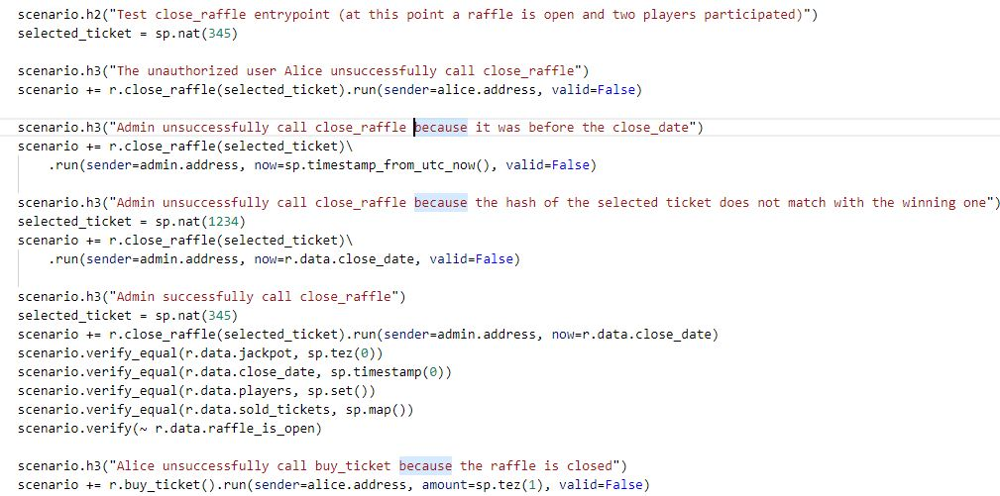 scenario.h2("Test close_raffle entrypoint (at this point a raffle is open and two players participated)")
selected_ticket = sp.nat(345)
scenario.h3("The unauthorized user Alice unsuccessfully call close_raffle")
scenario += r.close_raffle(selected_ticket).run(sender=alice.address, valid=False)
scenario.h3("Admin unsuccessfully call close_raffle because it was before the close_date")
scenario += r.close_raffle(selected_ticket)\
.run(sender=admin.address, now=sp.timestamp_from_utc_now(), valid=False)
scenario.h3("Admin unsuccessfully call close_raffle because the hash of the selected ticket does not match with the winning one")
selected_ticket = sp.nat(1234)
scenario += r.close_raffle(selected_ticket)\
.run(sender=admin.address, now=r.data.close_date, valid=False)
scenario.h3("Admin successfully call close_raffle")
selected_ticket = sp.nat(345)
scenario += r.close_raffle(selected_ticket).run(sender=admin.address, now=r.data.close_date)
scenario.verify_equal(r.data.jackpot, sp.tez(0))
scenario.verify_equal(r.data.close_date, sp.timestamp(0))
scenario.verify_equal(r.data.players, sp.set())
scenario.verify_equal(r.data.sold_tickets, sp.map())
scenario.verify(~ r.data.raffle_is_open)
scenario.h3("Alice unsuccessfully call buy_ticket because the raffle is closed")
scenario += r.buy_ticket().run(sender=alice.address, amount=sp.tez(1), valid=False)